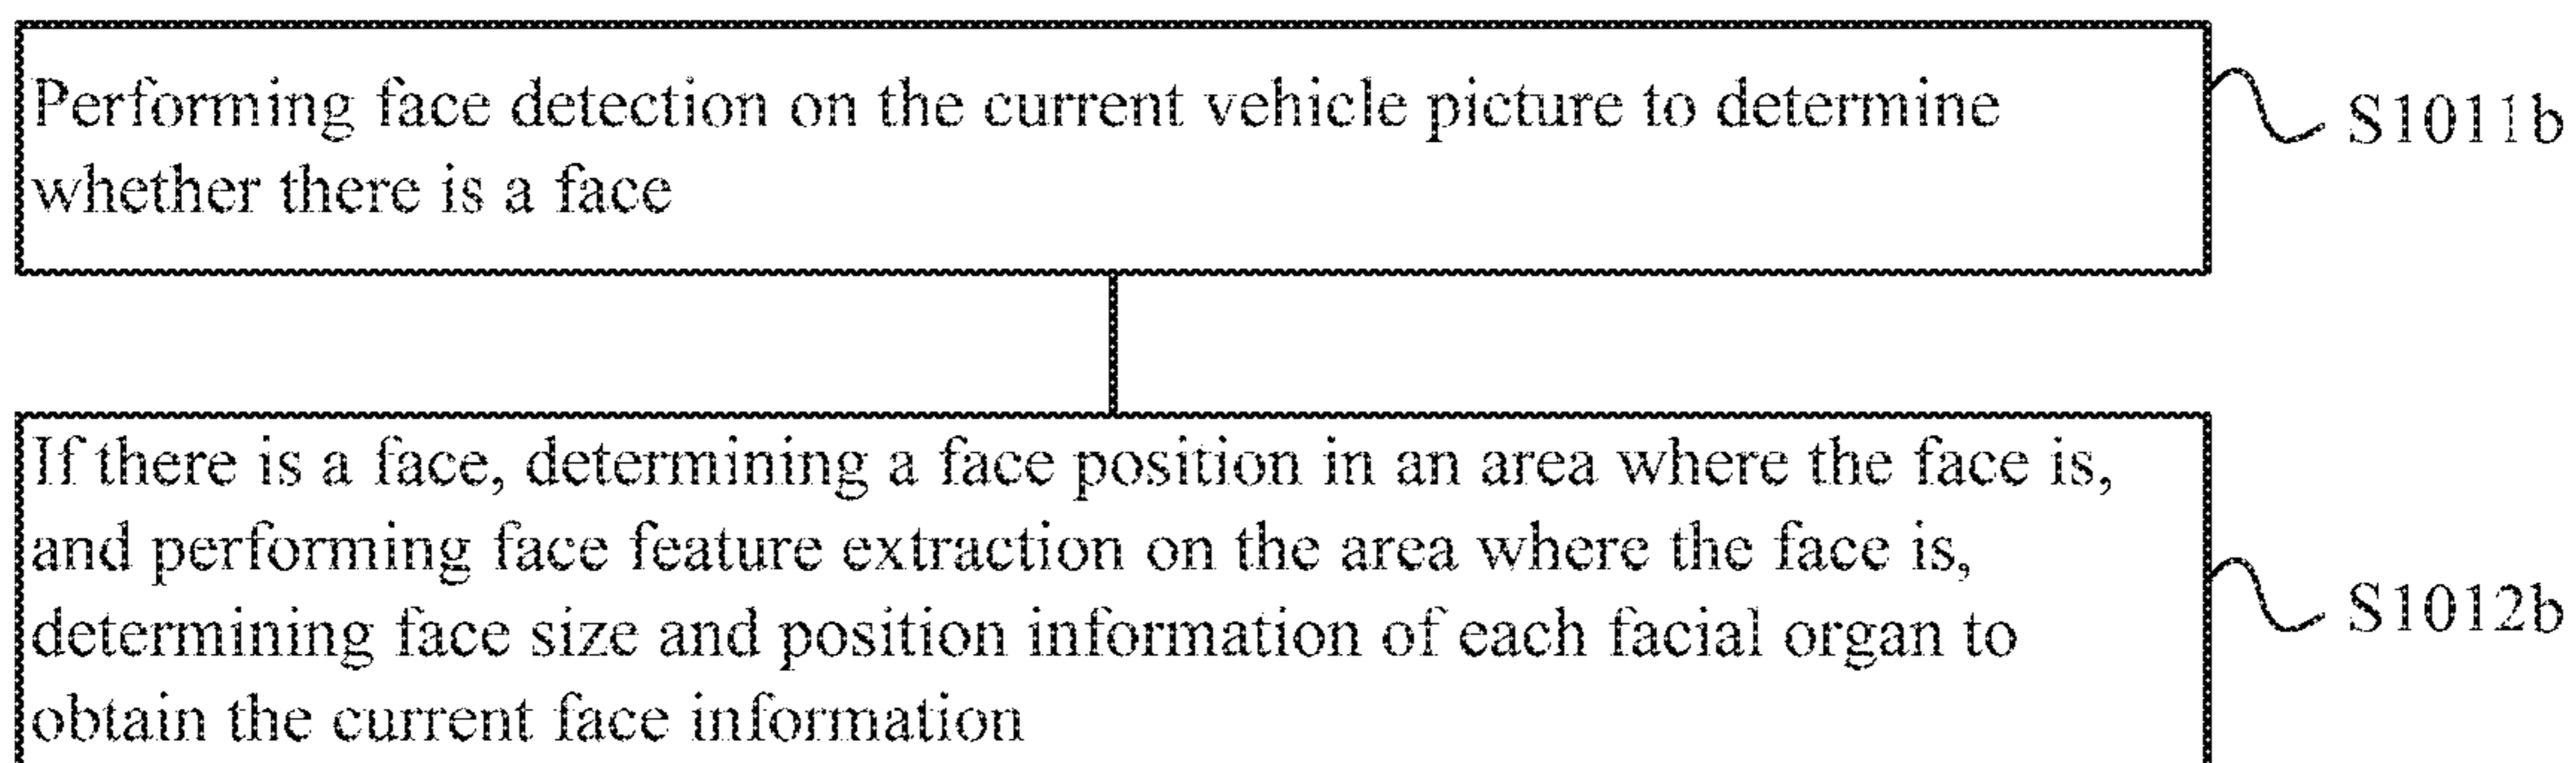 Performing face detection on the current vehicle picture to determine
whether there is a face
S1011b
If there is a face, determining a face position in an area where the face is,
and performing face feature extraction on the area where the face is,
determining face size and position information of each facial organ to
obtain the current face information
S1012b